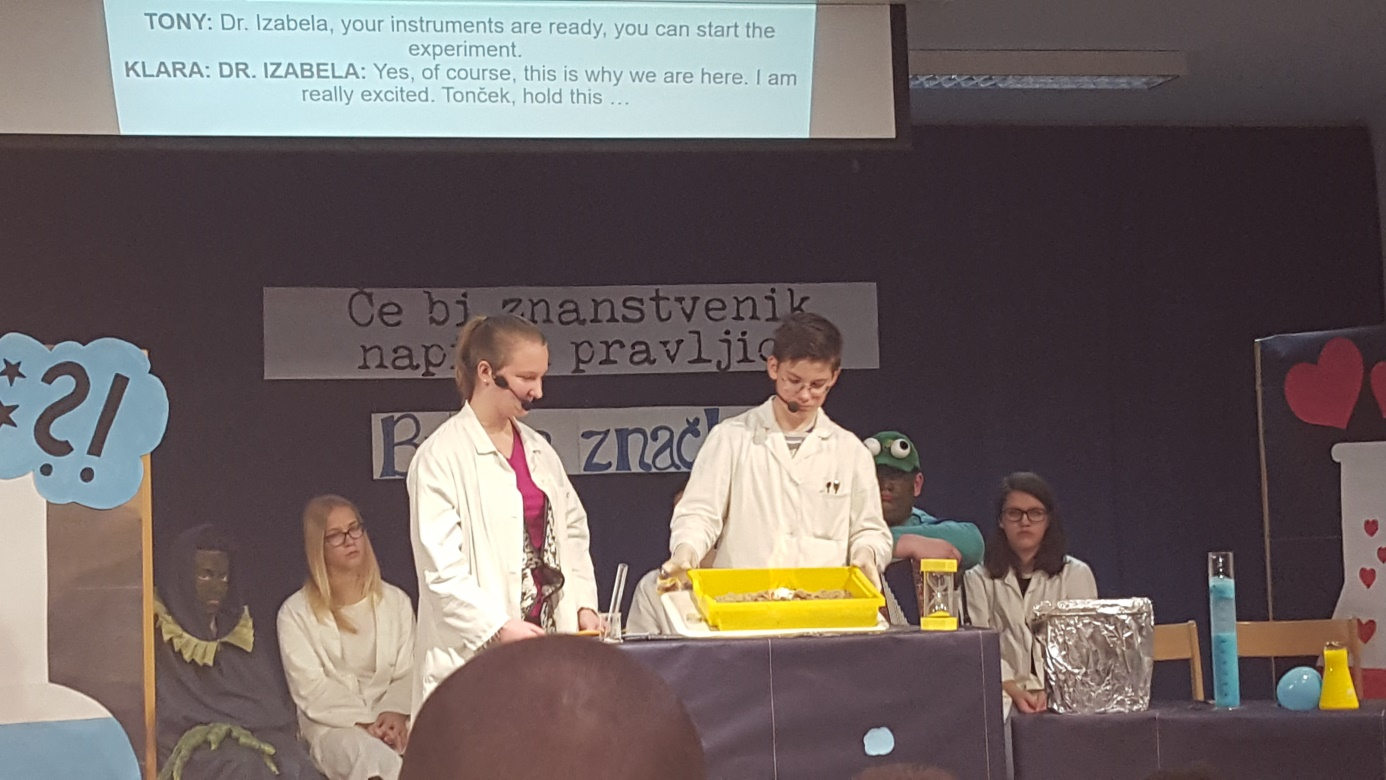 TONY: Dr. Izabela, your instruments are ready, you can start the
experiment.
KLARA: DR. IZABELA: Yes, of course, this is why we are here. I am
really excited. Tonček, hold this …
Če bi znanstvenik
?!